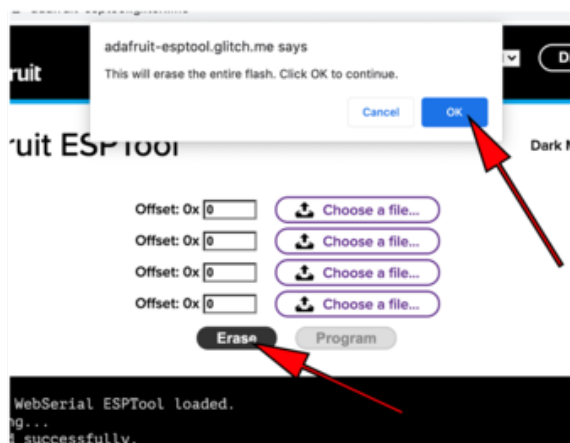 adafruit-esptool.glitch.me says
This will erase the entire flash. Click OK to continue.
Cancel OK
ruit
D
ruit ESPTool
Dark M
Offset: 0x 0 Choose a file...
Offset: 0x 0 Choose a file...
Offset: 0x 0 Choose a file...
Offset: 0x 0 Choose a file...
Erase Program
WebSerial ESPTool loaded.
ng...
d successfully.